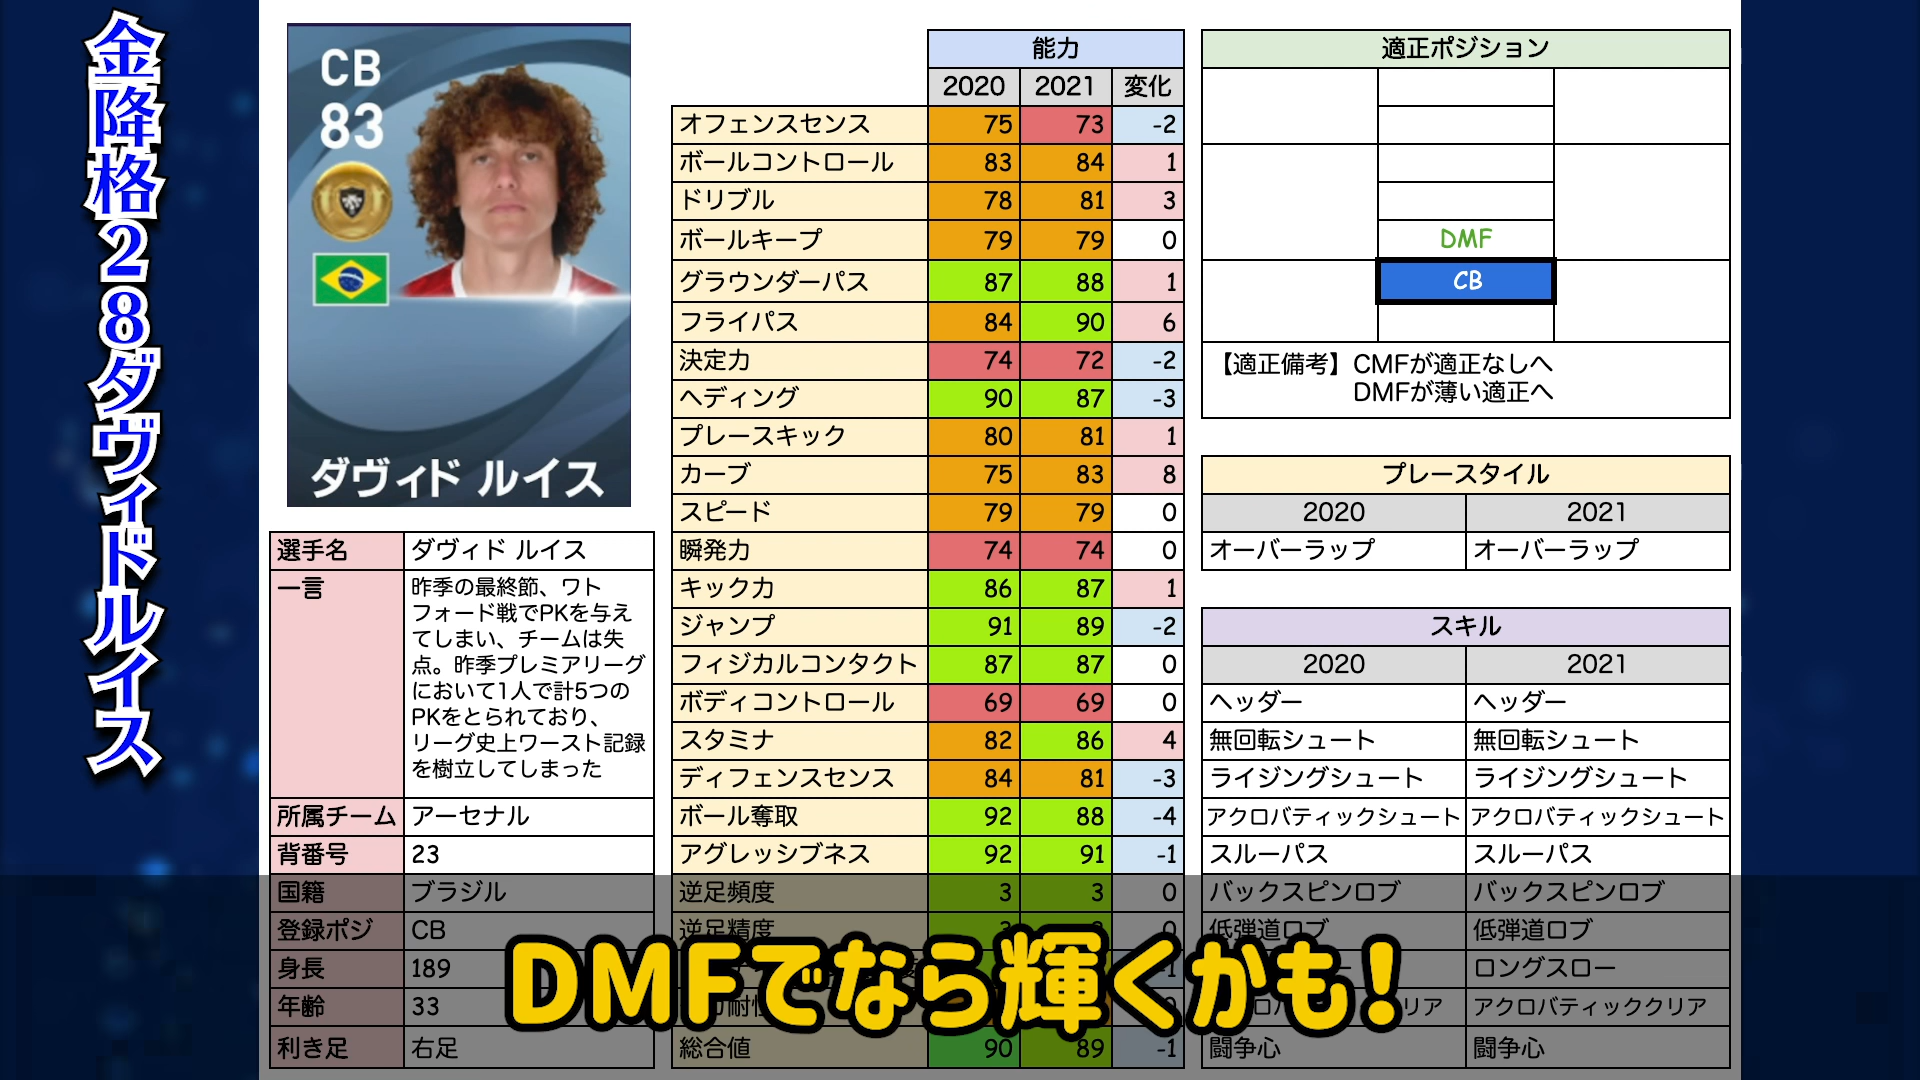 金降格28ダヴィドルイス
CB
83
ダヴィド ルイス
選手名 ダヴィド ルイス
一言 昨季の最終節、ワト
フォード戦でPKを与え
てしまい、チームは失
点。昨季プレミアリーグ
において1人で計5つの
PKをとられており、
リーグ史上ワースト記録
を樹立してしまった
所属チーム アーセナル
背番号 23
国籍 ブラジル
登録ポジ CB
身長 189
年齢 33
利き足 右足
能力
2020 2021 変化
オフェンスセンス 75 73 -2
ボールコントロール 83 84 1
ドリブル 78 81 3
ボールキープ 79 79 0
グラウンダーパス 87 88 1
フライパス 84 90 6
決定力 74 72 -2
ヘディング 90 87 -3
プレースキック 80 81 1
カーブ 75 83 8
スピード 79 79 0
瞬発力 74 74 0
キック力 86 87 1
ジャンプ 91 89 -2
フィジカルコンタクト 87 87 0
ボディコントロール 69 69 0
スタミナ 82 86 4
ディフェンスセンス 84 81 -3
ボール奪取 92 88 -4
アグレッシブネス 92 91 -1
逆足頻度 3 3 0
逆足精度
総合値 90 89 -1
適正ポジション
DMF
CB
【適正備考】CMFが適正なしへ
DMFが薄い適正へ
プレースタイル
2020 2021
オーバーラップ オーバーラップ
スキル
2020 2021
ヘッダー ヘッダー
無回転シュート 無回転シュート
ライジングシュート ライジングシュート
アクロバティックシュート アクロバティックシュート
スルーパス スルーパス
バックスピンロブ バックスピンロブ
低弾道ロブ 低弾道ロブ
ロングスロー
アクロバティッククリア
闘争心 闘争心
DMFでなら輝くかも！